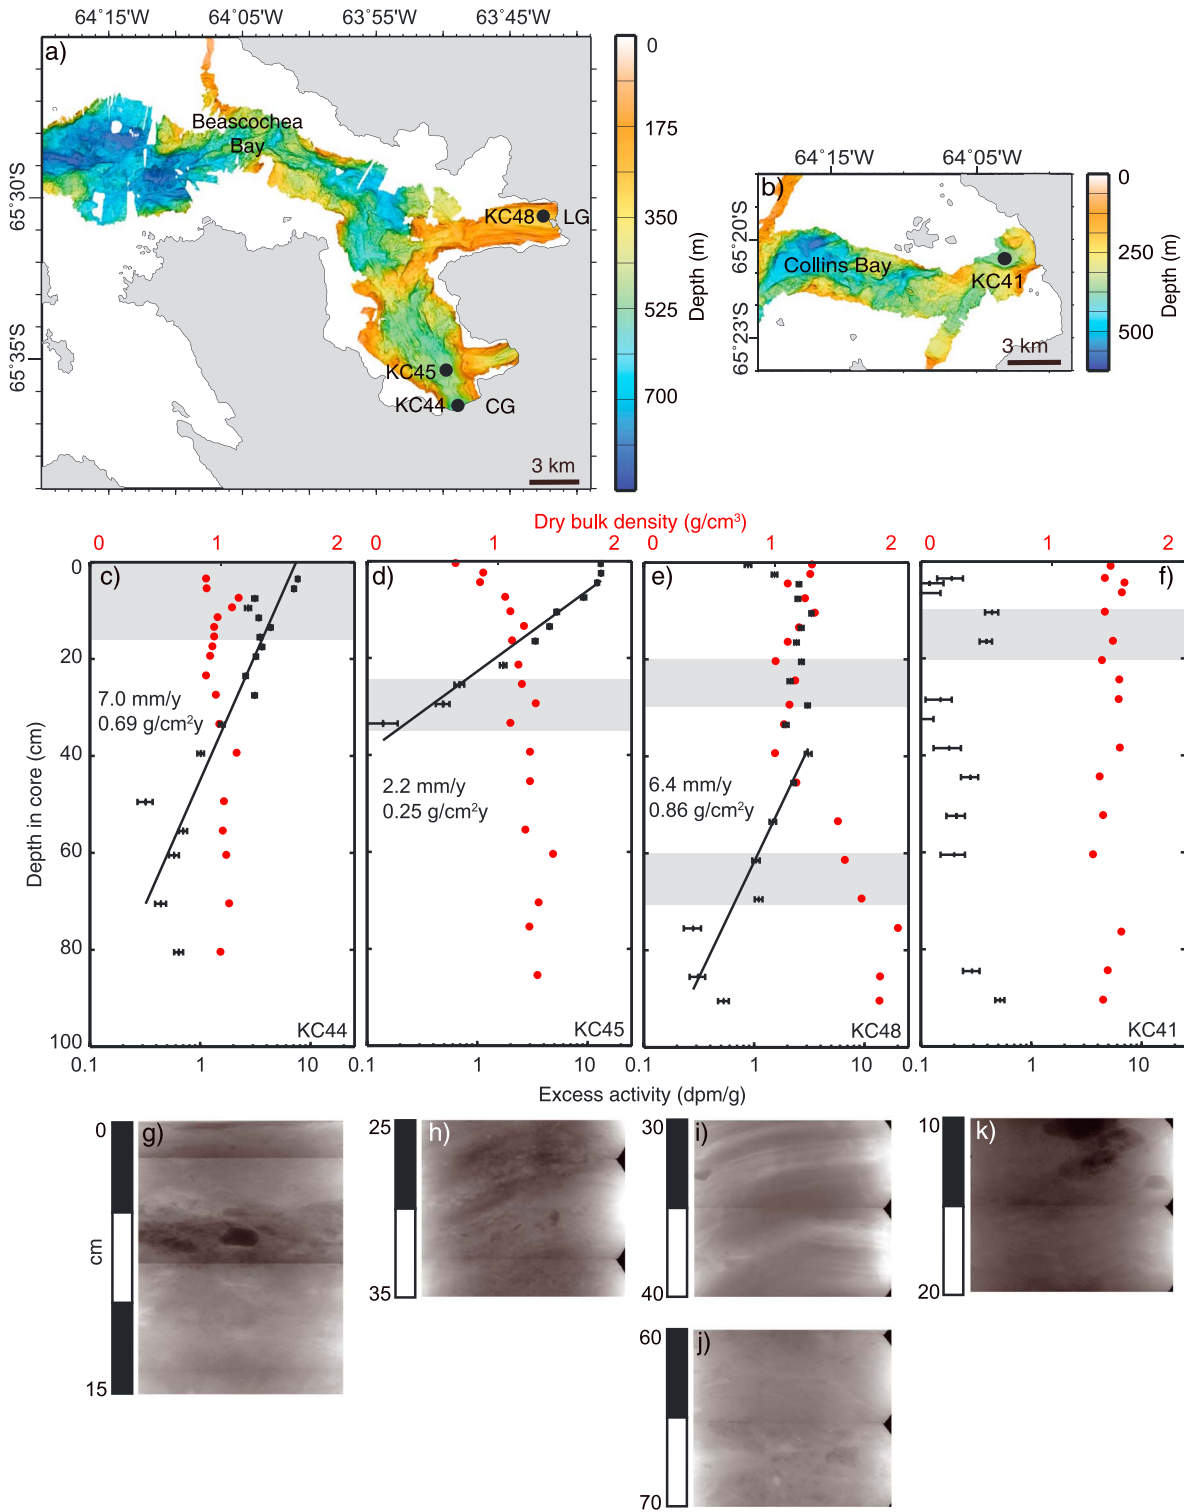 64°15'W 64°05'W 63°55'W 63°45'W
a)
Beascochea
Bay
KC48 LG
KC45
KC44 CG
3 km
65°30'S
65°35'S
0
175
350
525
700
Depth (m)
64°15'W 64°05'W
b)
Collins Bay
KC41
3 km
65°20'S
65°23'S
0
250
500
Depth (m)
Dry bulk density (g/cm³)
0 1 2 0 1 2 0 1 2 0 1 2
c) d) e) f)
0
20
40
60
80
100
Depth in core (cm)
7.0 mm/y
0.69 g/cm²y
2.2 mm/y
0.25 g/cm²y
6.4 mm/y
0.86 g/cm²y
KC44 KC45 KC48 KC41
0.1 1 10 0.1 1 10 0.1 1 10 0.1 1 10
Excess activity (dpm/g)
0 g)
cm
15
25 h)
35
30 i)
40
10 k)
20
60 j)
70